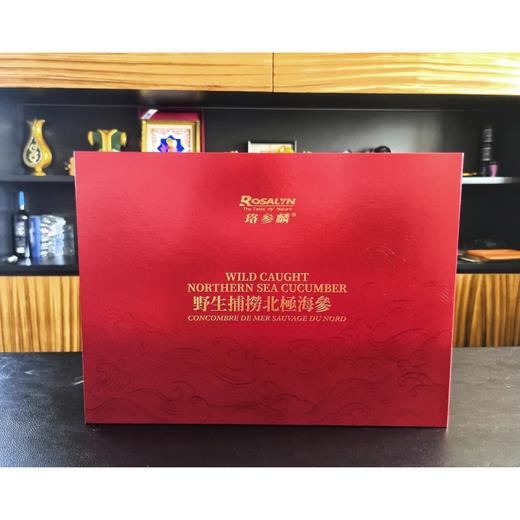 ROSALYN
The Taste of Nature
珞参麟®
WILD CAUGHT
NORTHERN SEA CUCUMBER
野生捕撈北極海參
CONCOMBRE DE MER SAUVAGE DU NORD